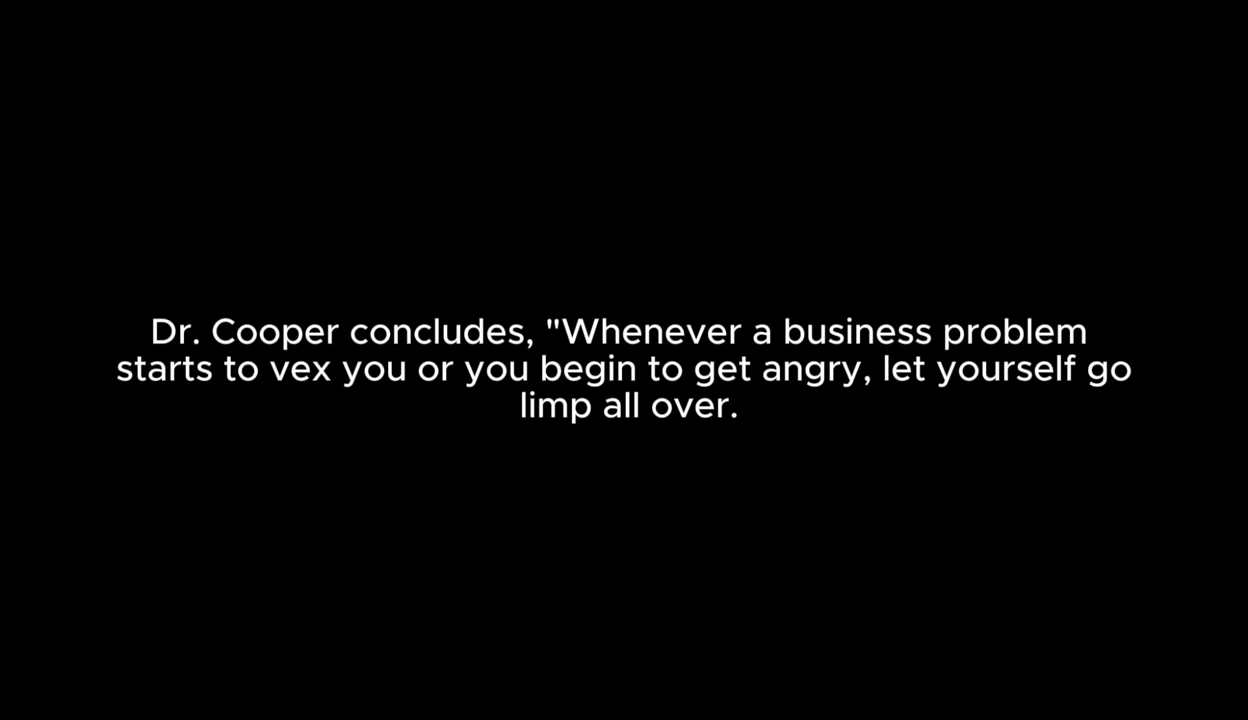 Dr. Cooper concludes, "Whenever a business problem
starts to vex you or you begin to get angry, let yourself go
limp all over.